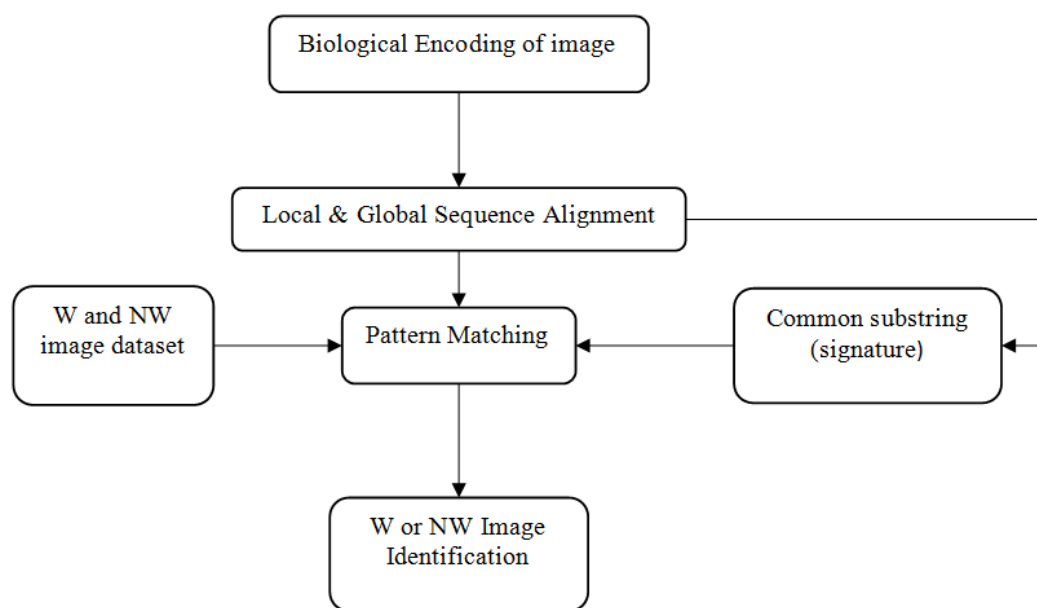 Biological Encoding of image
Local & Global Sequence Alignment
W and NW
image dataset
Pattern Matching
Common substring
(signature)
W or NW Image
Identification